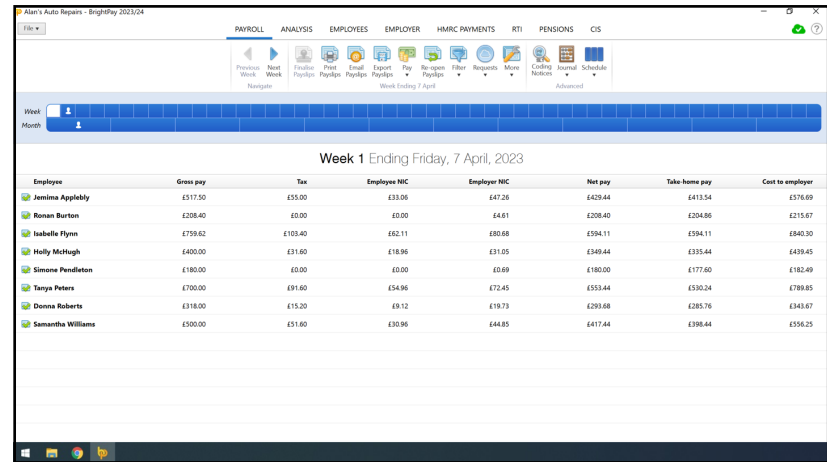 Alan's Auto Repairs - BrightPay 2023/24
File
PAYROLL ANALYSIS EMPLOYEES EMPLOYER HMRC PAYMENTS RTI PENSIONS CIS
Previous Week Next Week Finalise Payslips Print Payslips Email Payslips Export Payslips Pay Re-open Payslips Filter Requests More Coding Notices Journal Schedule
Navigate Week Ending 7 April Advanced
Week
Month
Week 1 Ending Friday, 7 April, 2023
Employee Gross pay Tax Employee NIC Employer NIC Net pay Take-home pay Cost to employer
Jemima Applebly £517.50 £55.00 £33.06 £47.26 £429.44 £413.54 £576.69
Ronan Burton £208.40 £0.00 £0.00 £4.61 £208.40 £204.86 £215.67
Isabelle Flynn £759.62 £103.40 £62.11 £80.68 £594.11 £594.11 £840.30
Holly McHugh £400.00 £31.60 £18.96 £31.05 £349.44 £335.44 £439.45
Simone Pendleton £180.00 £0.00 £0.00 £0.69 £180.00 £177.60 £182.49
Tanya Peters £700.00 £91.60 £54.96 £72.45 £553.44 £530.24 £789.85
Donna Roberts £318.00 £15.20 £9.12 £19.73 £293.68 £285.76 £343.67
Samantha Williams £500.00 £51.60 £30.96 £44.85 £417.44 £398.44 £556.25